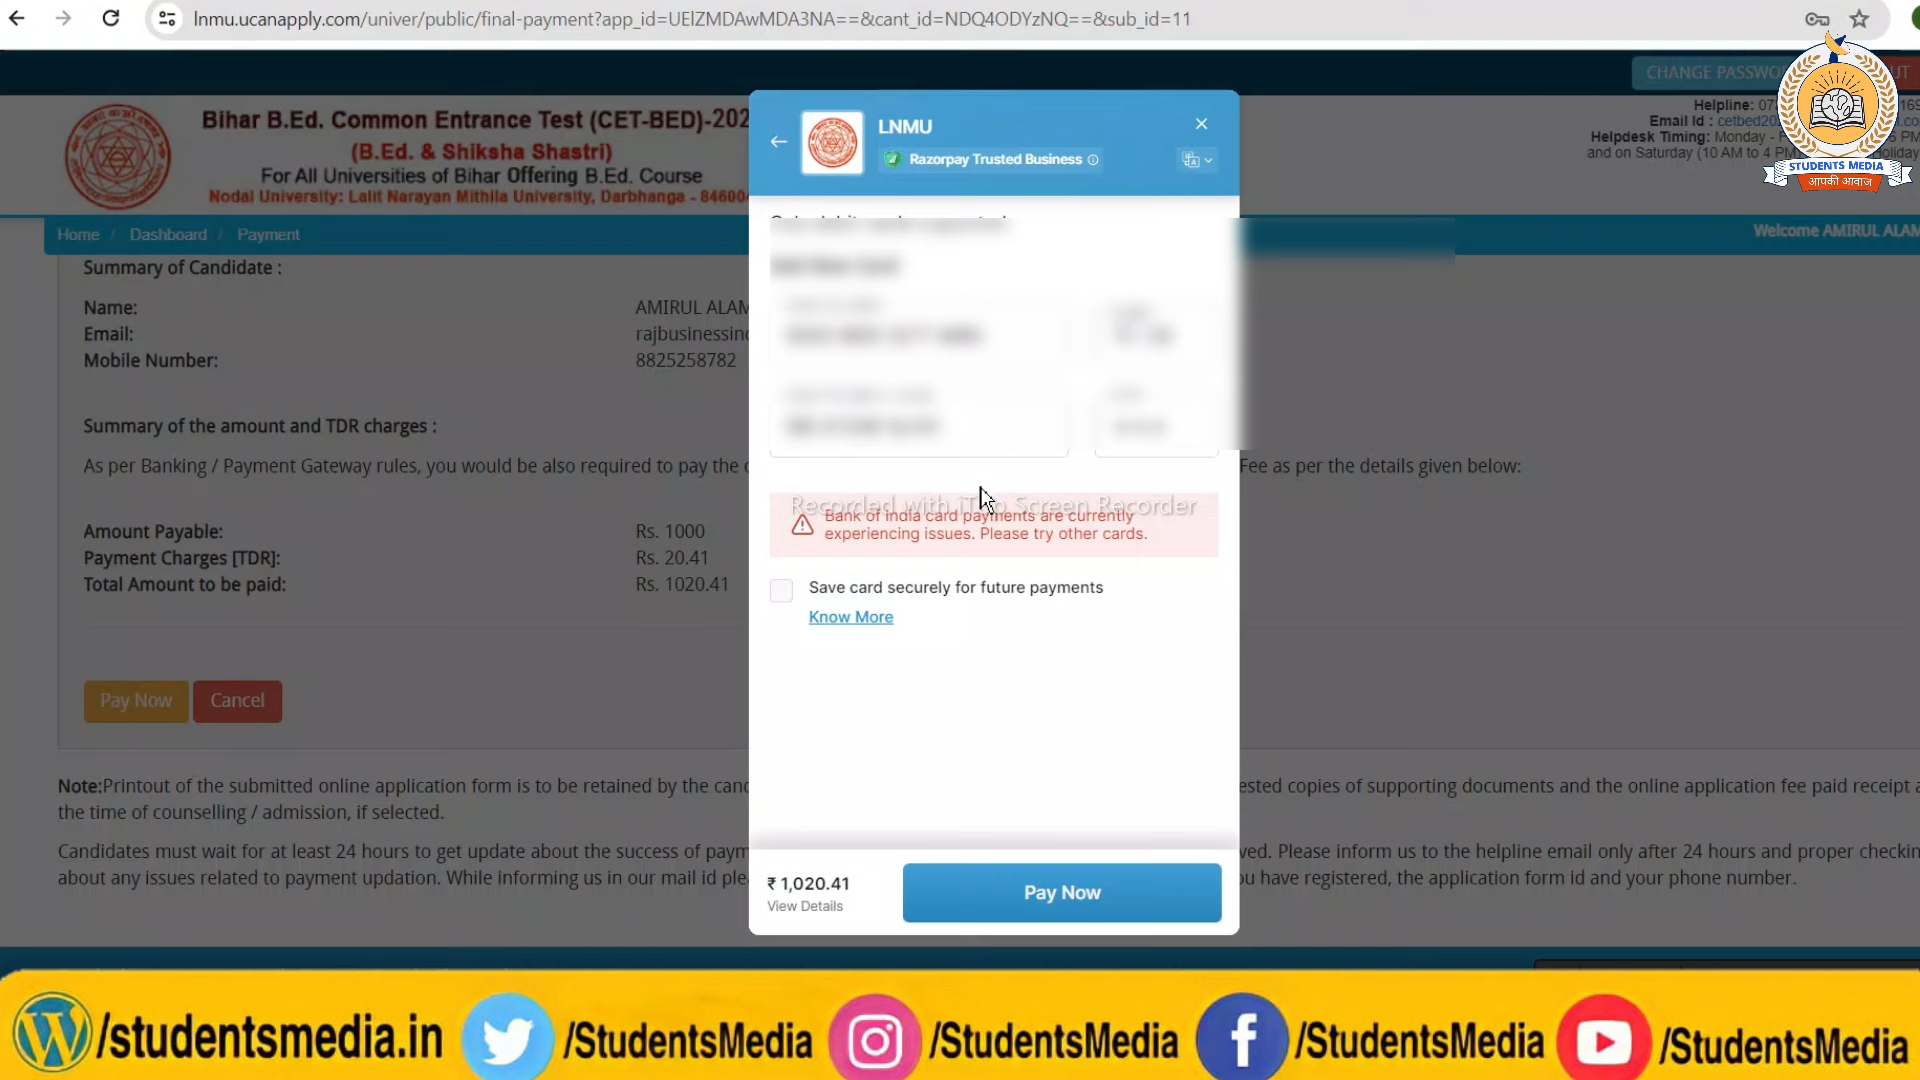 lnmu.ucanapply.com/univer/public/final-payment?app_id=UElZMDAwMDA3NA==&cant_id=NDQ4ODYzNQ==&sub_id=11
CHANGE PASSWO
UT
Bihar B.Ed. Common Entrance Test (CET-BED)-202
(B.Ed. & Shiksha Shastri)
For All Universities of Bihar Offering B.Ed. Course
Nodal University: Lalit Narayan Mithila University, Darbhanga - 84600
Helpline: 07
Email Id : cetbed20
Helpdesk Timing: Monday -
and on Saturday (10 AM to 4 PM
STUDENTS MEDIA
आपकी आवाज़
LNMU
Razorpay Trusted Business
Home / Dashboard / Payment
Welcome AMIRUL ALAM
Summary of Candidate :
Name: AMIRUL ALAM
Email: rajbusinessind
Mobile Number: 8825258782
Summary of the amount and TDR charges :
As per Banking / Payment Gateway rules, you would be also required to pay the
Fee as per the details given below:
Recorded with iTop Screen Recorder
Bank of India card payments are currently
experiencing issues. Please try other cards.
Amount Payable: Rs. 1000
Payment Charges [TDR]: Rs. 20.41
Total Amount to be paid: Rs. 1020.41
Save card securely for future payments
Know More
Pay Now Cancel
Note:Printout of the submitted online application form is to be retained by the
ested copies of supporting documents and the online application fee paid receipt
the time of counselling / admission, if selected.
Candidates must wait for at least 24 hours to get update about the success of
ved. Please inform us to the helpline email only after 24 hours and proper
about any issues related to payment updation. While informing us in our mail id
you have registered, the application form id and your phone number.
₹ 1,020.41
View Details
Pay Now
/studentsmedia.in /StudentsMedia /StudentsMedia /StudentsMedia /StudentsMedia